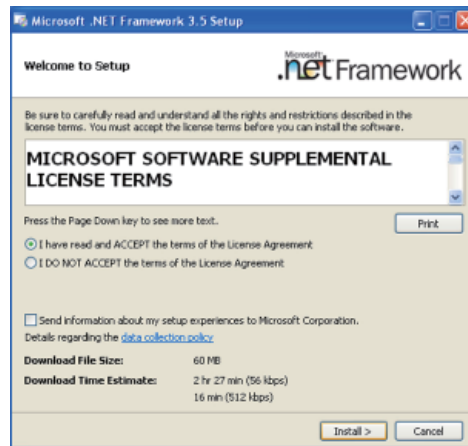 Microsoft .NET Framework 3.5 Setup
Welcome to Setup
Microsoft
.net Framework
Be sure to carefully read and understand all the rights and restrictions described in the
license terms. You must accept the license terms before you can install the software.
MICROSOFT SOFTWARE SUPPLEMENTAL
LICENSE TERMS
Press the Page Down key to see more text.
Print
I have read and ACCEPT the terms of the License Agreement
I DO NOT ACCEPT the terms of the License Agreement
Send information about my setup experiences to Microsoft Corporation.
Details regarding the data collection policy
Download File Size: 60 MB
Download Time Estimate: 2 hr 27 min (56 kbps)
16 min (512 kbps)
Install > Cancel